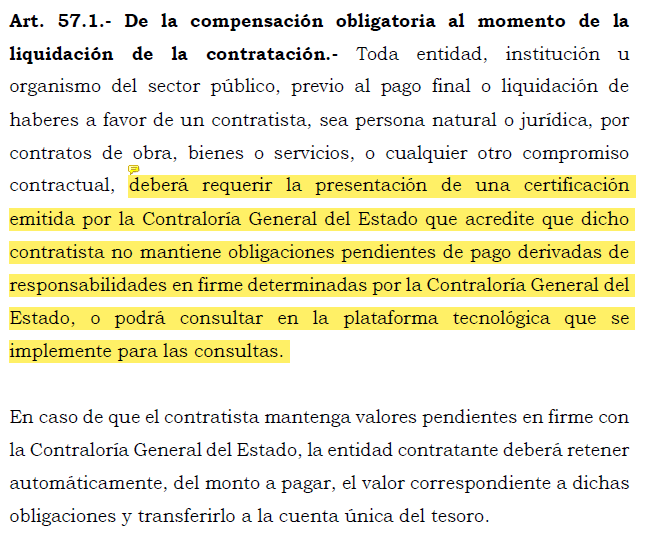 Art. 57.1.- De la compensación obligatoria al momento de la
liquidación de la contratación.- Toda entidad, institución u
organismo del sector público, previo al pago final o liquidación de
haberes a favor de un contratista, sea persona natural o jurídica, por
contratos de obra, bienes o servicios, o cualquier otro compromiso
contractual, deberá requerir la presentación de una certificación
emitida por la Contraloría General del Estado que acredite que dicho
contratista no mantiene obligaciones pendientes de pago derivadas de
responsabilidades en firme determinadas por la Contraloría General del
Estado, o podrá consultar en la plataforma tecnológica que se
implemente para las consultas.
En caso de que el contratista mantenga valores pendientes en firme con
la Contraloría General del Estado, la entidad contratante deberá retener
automáticamente, del monto a pagar, el valor correspondiente a dichas
obligaciones y transferirlo a la cuenta única del tesoro.